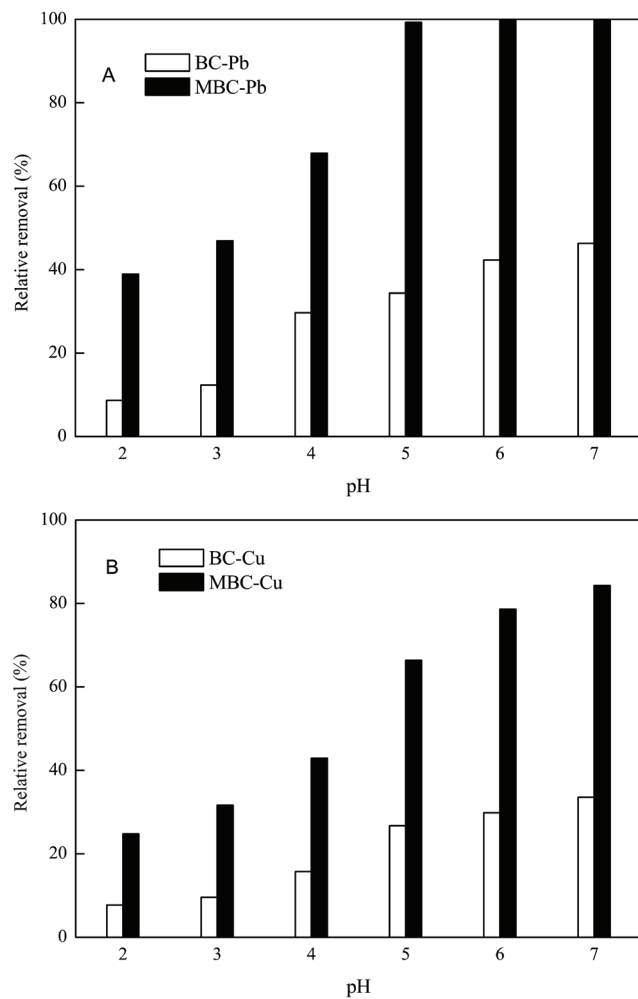 100
80
60
40
20
0
Relative removal (%)
A
BC-Pb
MBC-Pb
2 3 4 5 6 7
pH
100
80
60
40
20
0
Relative removal (%)
B
BC-Cu
MBC-Cu
2 3 4 5 6 7
pH